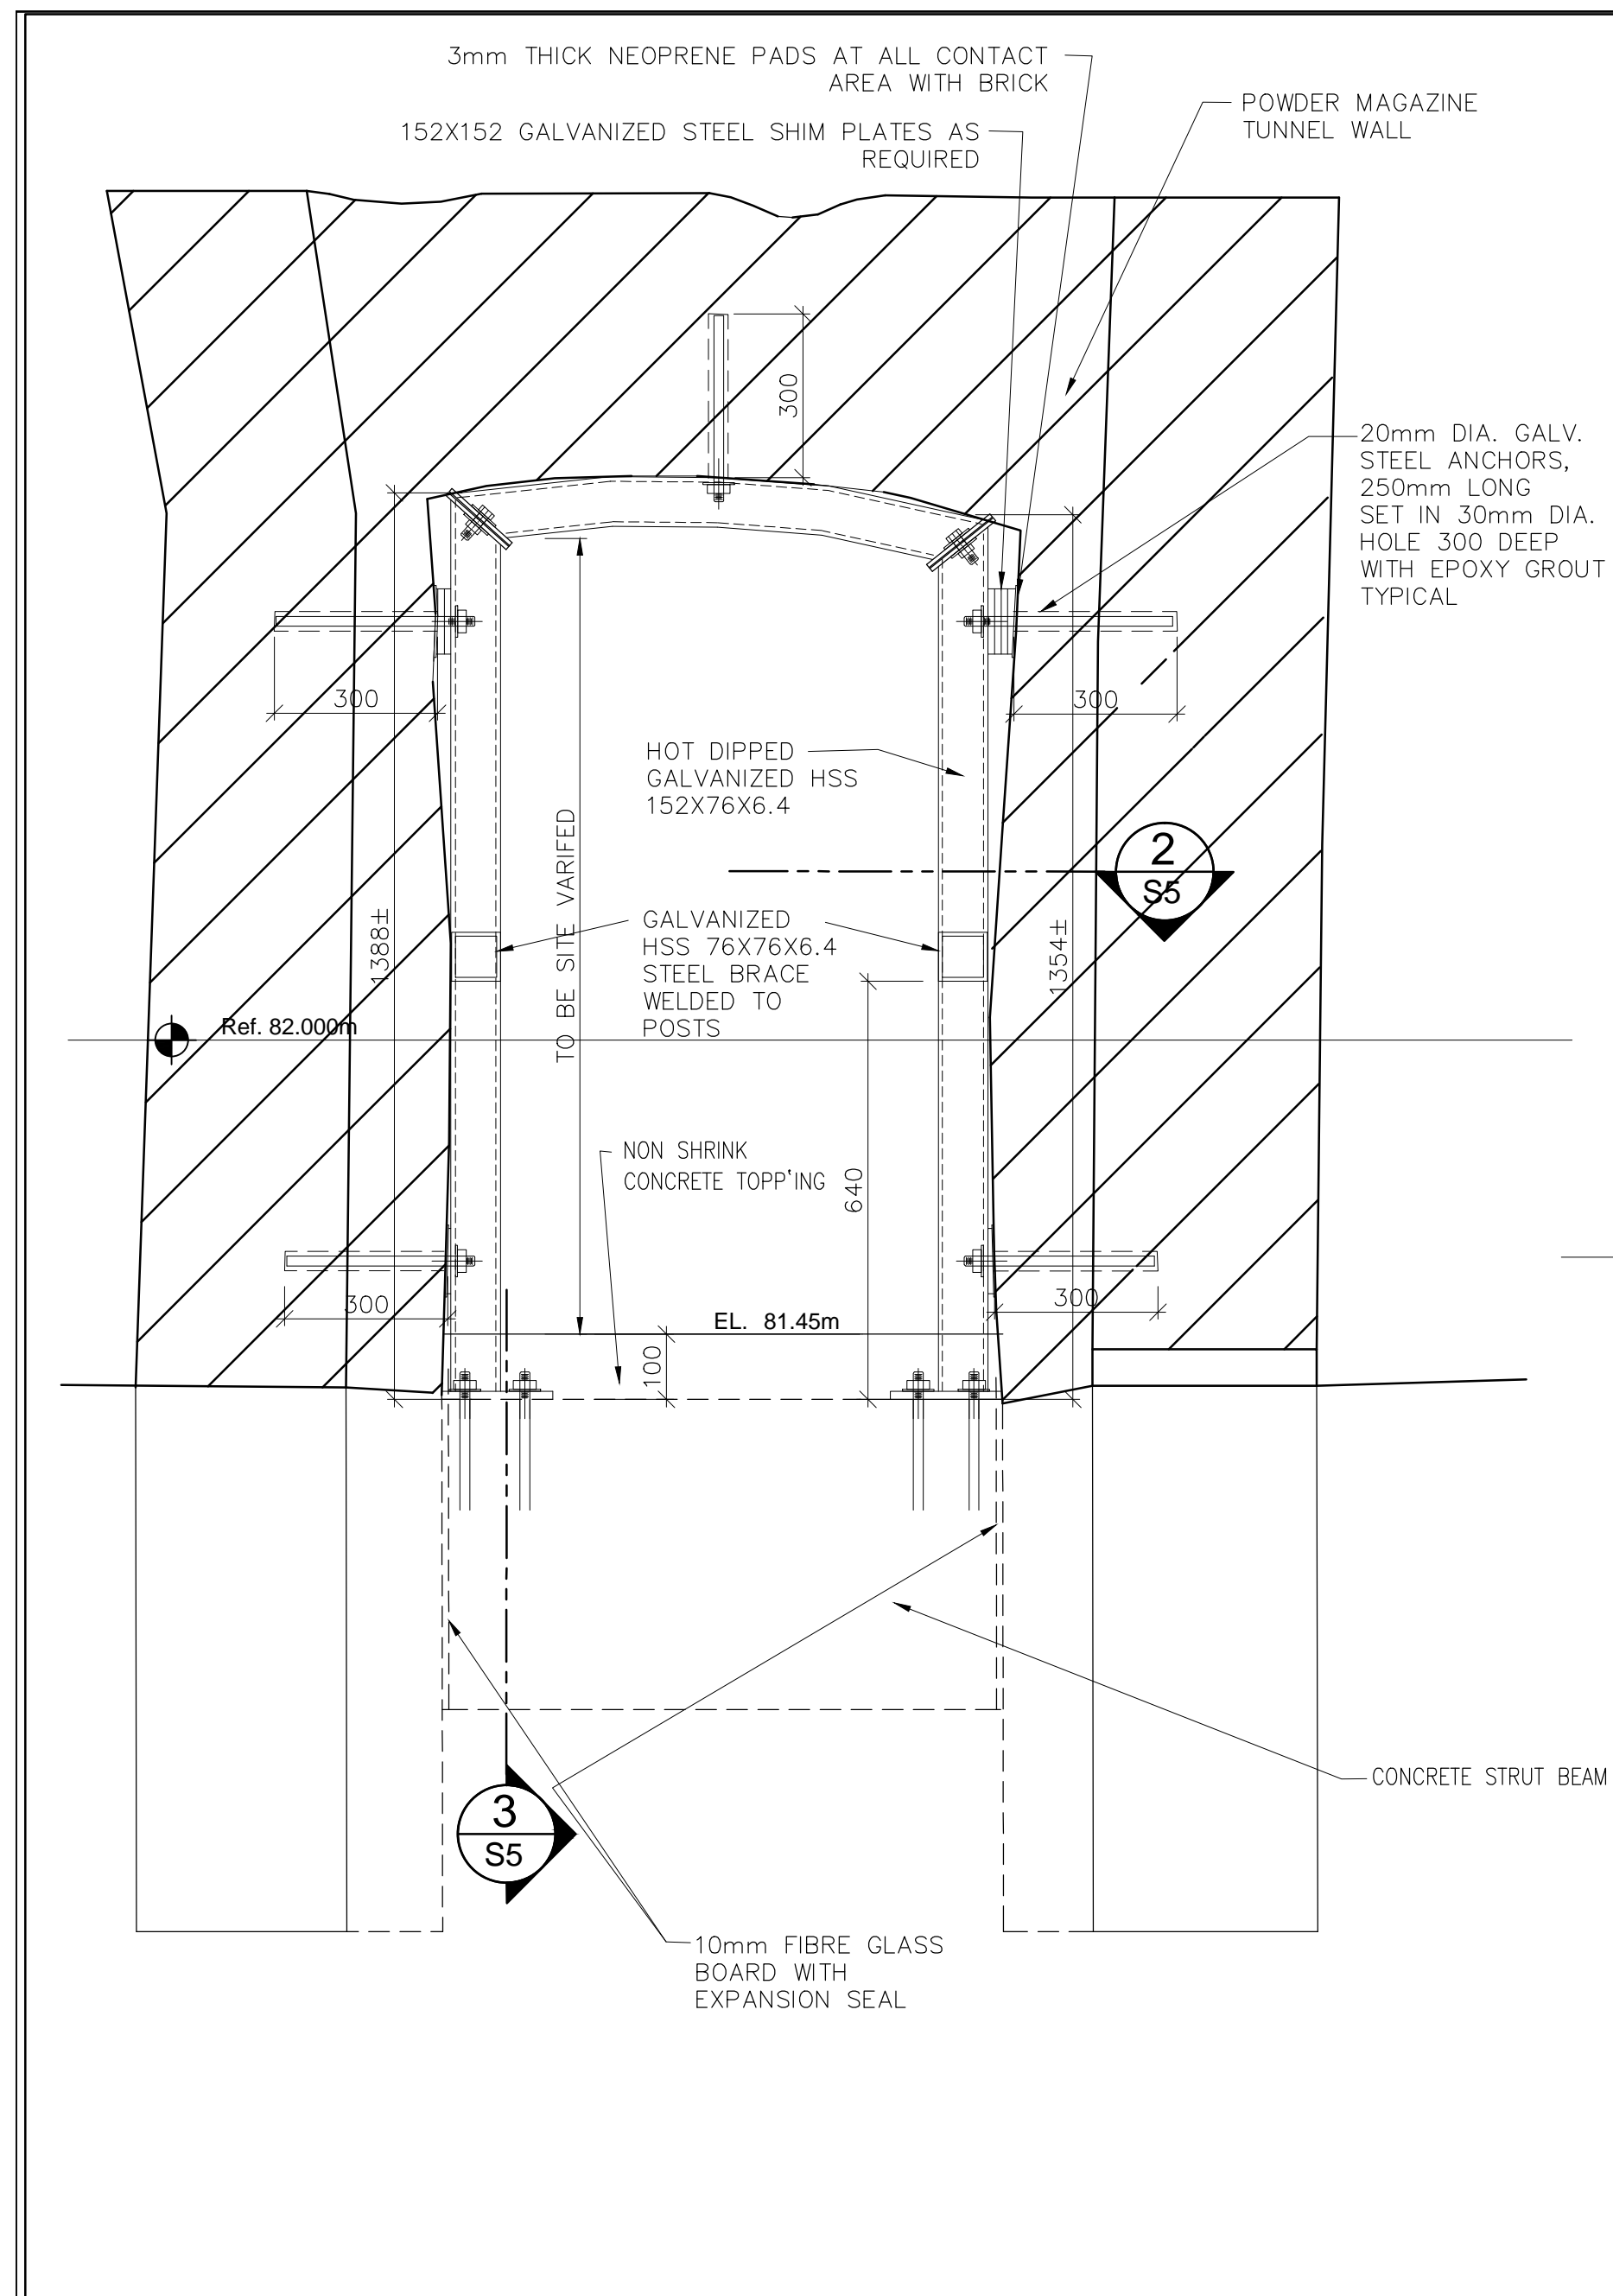 3mm THICK NEOPRENE PADS AT ALL CONTACT
AREA WITH BRICK
POWDER MAGAZINE
TUNNEL WALL
152X152 GALVANIZED STEEL SHIM PLATES AS
REQUIRED
300
20mm DIA. GALV.
STEEL ANCHORS,
250mm LONG
SET IN 30mm DIA.
HOLE 300 DEEP
WITH EPOXY GROUT
TYPICAL
300
300
HOT DIPPED
GALVANIZED HSS
152X76X6.4
TO BE SITE VARIFED
2
S5
1388±
GALVANIZED
HSS 76X76X6.4
STEEL BRACE
WELDED TO
POSTS
1354±
Ref. 82.000m
NON SHRINK
CONCRETE TOPP'ING
640
300
300
EL. 81.45m
100
CONCRETE STRUT BEAM
3
S5
10mm FIBRE GLASS
BOARD WITH
EXPANSION SEAL